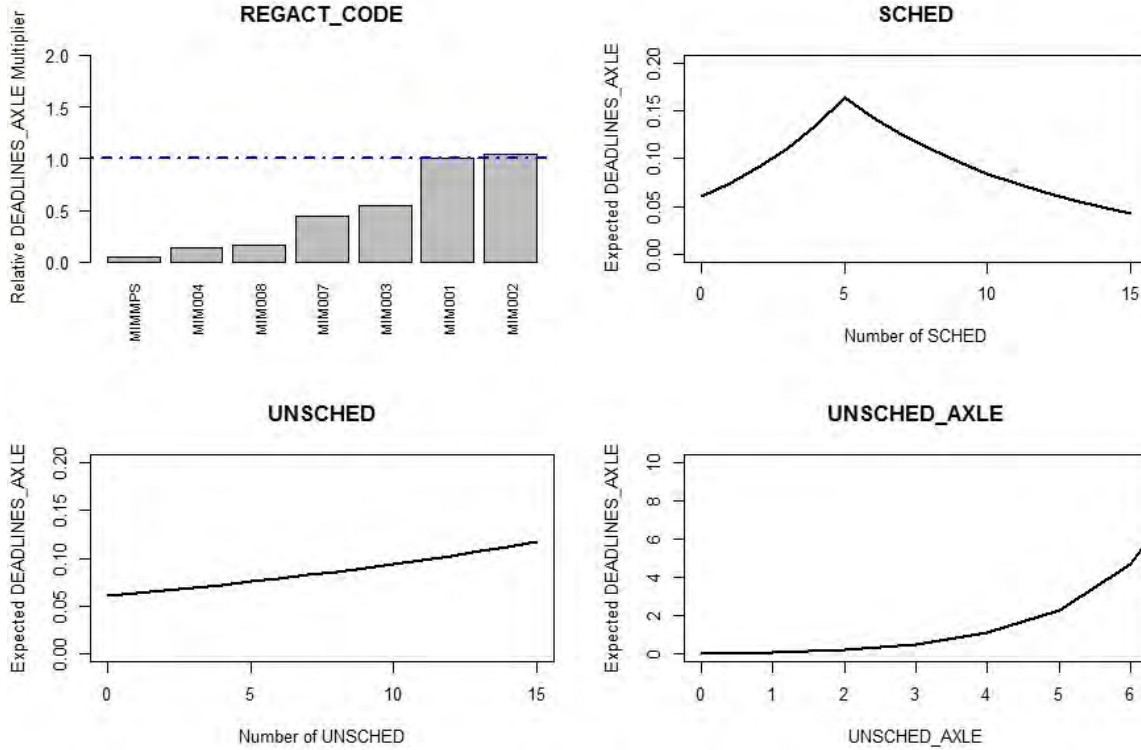 REGACT_CODE
Relative DEADLINES_AXLE Multiplier
2.0
1.5
1.0
0.5
0.0
MIMMPS
MIM004
MIM008
MIM007
MIM003
MIM001
MIM002
SCHED
Expected DEADLINES_AXLE
0.20
0.15
0.10
0.05
0.00
0 5 10 15
Number of SCHED
UNSCHED
Expected DEADLINES_AXLE
0.20
0.15
0.10
0.05
0.00
0 5 10 15
Number of UNSCHED
UNSCHED_AXLE
Expected DEADLINES_AXLE
10
8
6
4
2
0
0 1 2 3 4 5 6
UNSCHED_AXLE